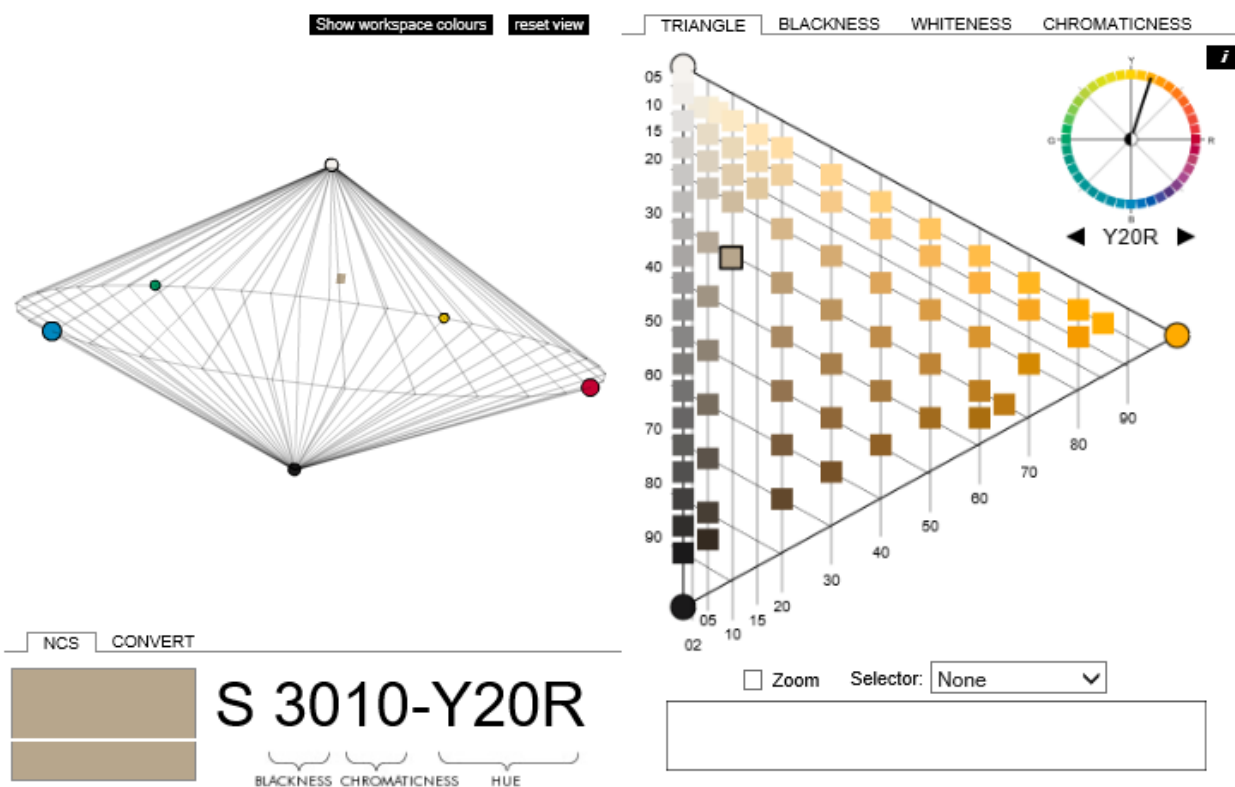 Show workspace colours
reset view
TRIANGLE
BLACKNESS
WHITENESS
CHROMATICNESS
i
05
10
15
20
30
40
50
60
70
80
90
Y
G
R
B
Y20R
90
80
70
60
50
40
30
20
15
10
05
02
NCS
CONVERT
S 3010-Y20R
BLACKNESS
CHROMATICNESS
HUE
Zoom
Selector:
None